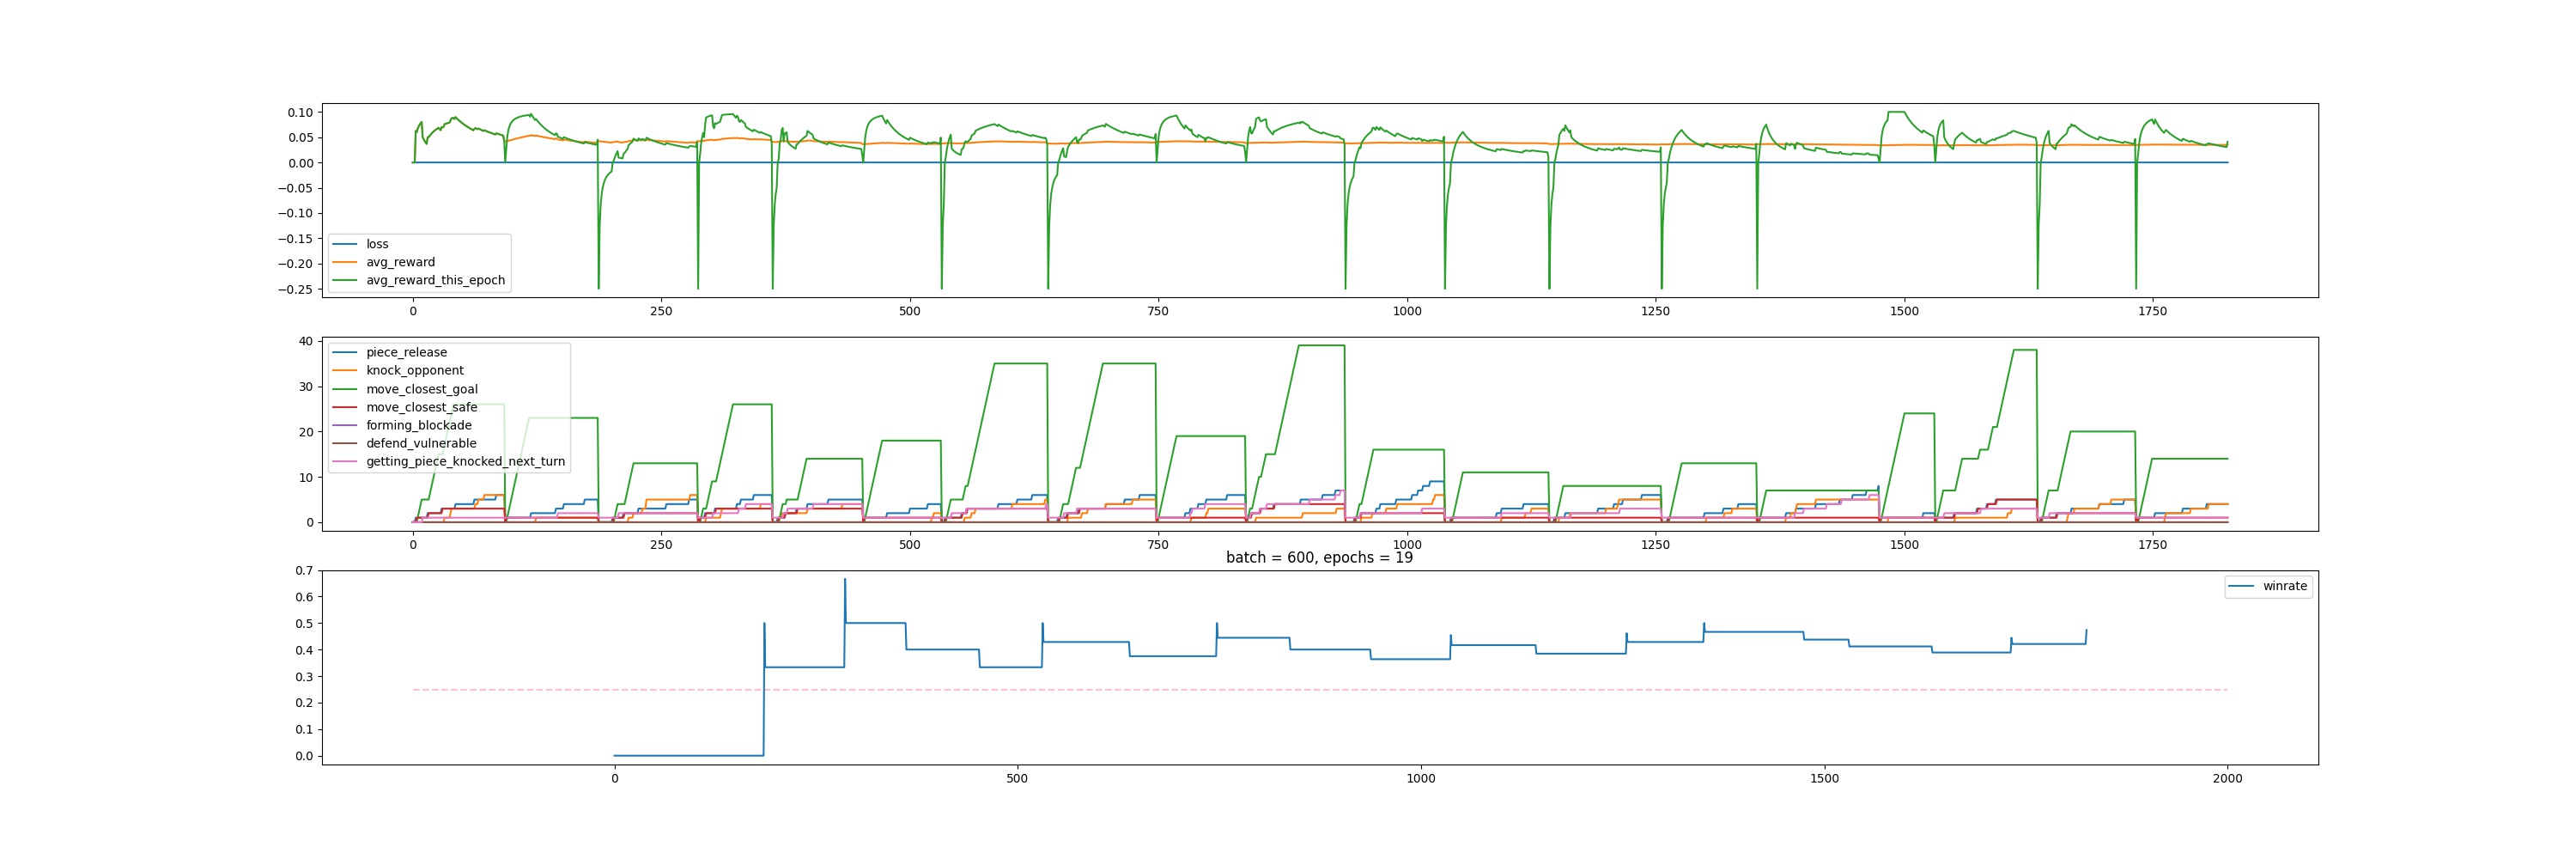 0.10
0.05
0.00
−0.05
−0.10
−0.15
−0.20
−0.25
loss
avg_reward
avg_reward_this_epoch
0 250 500 750 1000 1250 1500 1750
40
30
20
10
0
piece_release
knock_opponent
move_closest_goal
move_closest_safe
forming_blockade
defend_vulnerable
getting_piece_knocked_next_turn
0 250 500 750 1000 1250 1500 1750
batch = 600, epochs = 19
0.7
0.6
0.5
0.4
0.3
0.2
0.1
0.0
winrate
0 500 1000 1500 2000